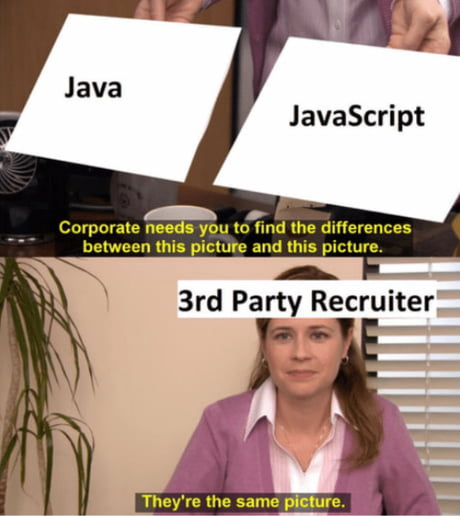 Java
JavaScript
Corporate needs you to find the differences
between this picture and this picture.
3rd Party Recruiter
They're the same picture.